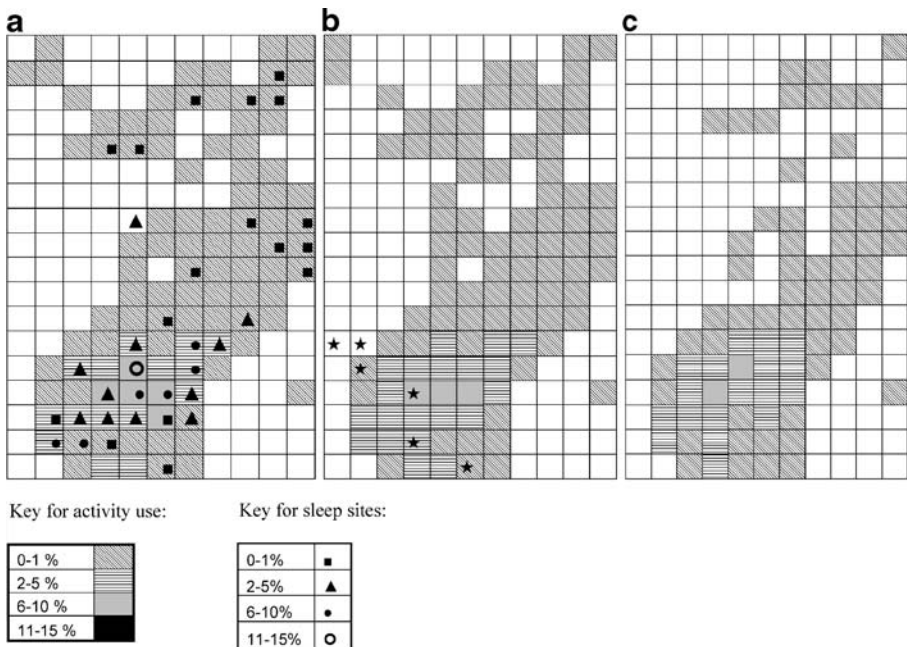 a b c
Key for activity use: Key for sleep sites:
0-1 % 0-1%
2-5 % 2-5%
6-10 % 6-10%
11-15 % 11-15%